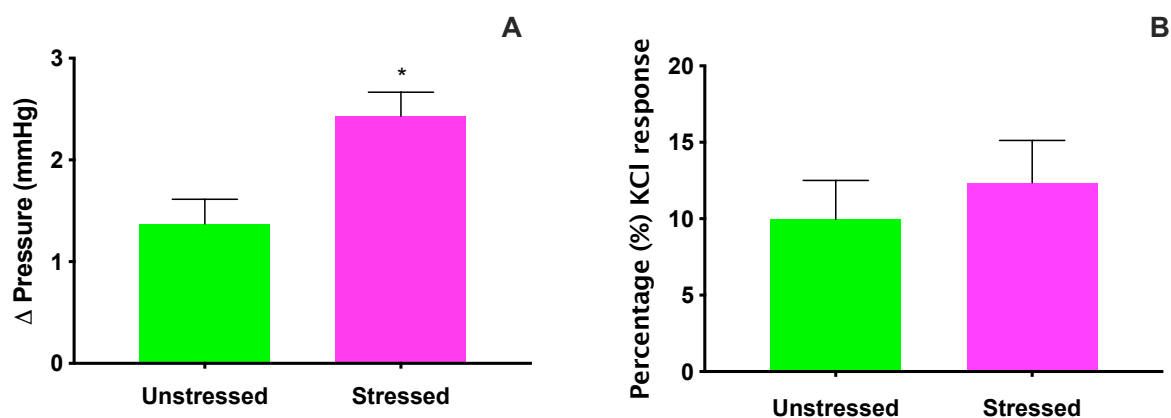 A
Δ Pressure (mmHg)
3
2
1
0
*
Unstressed
Stressed
B
Percentage (%) KCl response
20
15
10
5
0
Unstressed
Stressed